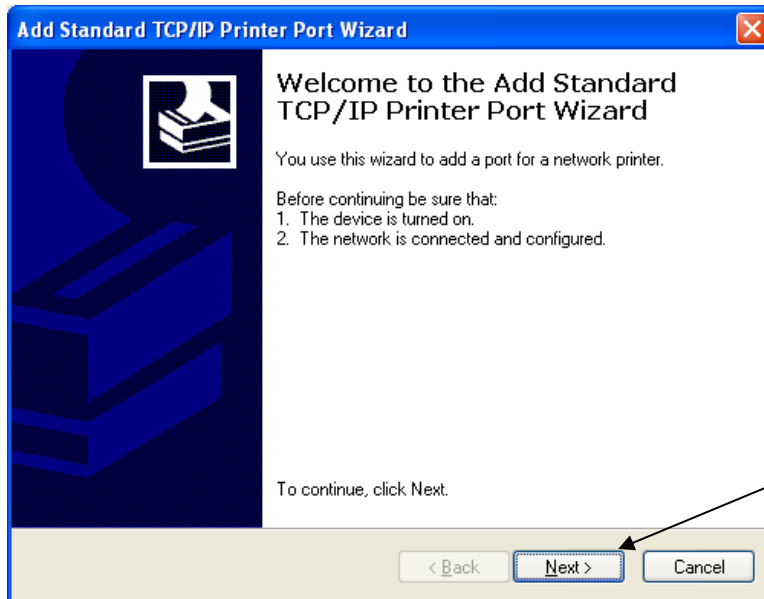 Add Standard TCP/IP Printer Port Wizard
Welcome to the Add Standard
TCP/IP Printer Port Wizard
You use this wizard to add a port for a network printer.
Before continuing be sure that:
1. The device is turned on.
2. The network is connected and configured.
To continue, click Next.
< Back
Next >
Cancel